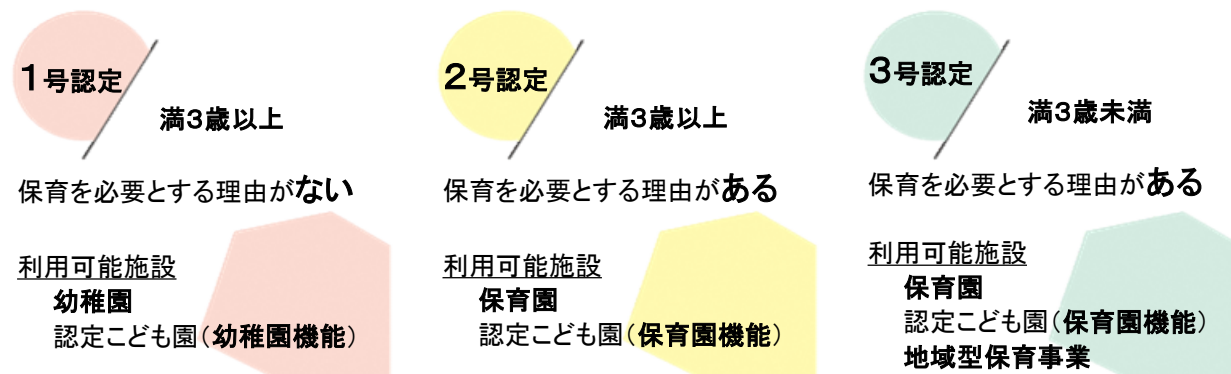 1号認定
満3歳以上
保育を必要とする理由がない
利用可能施設
幼稚園
認定こども園(幼稚園機能)
2号認定
満3歳以上
保育を必要とする理由がある
利用可能施設
保育園
認定こども園(保育園機能)
3号認定
満3歳未満
保育を必要とする理由がある
利用可能施設
保育園
認定こども園(保育園機能)
地域型保育事業